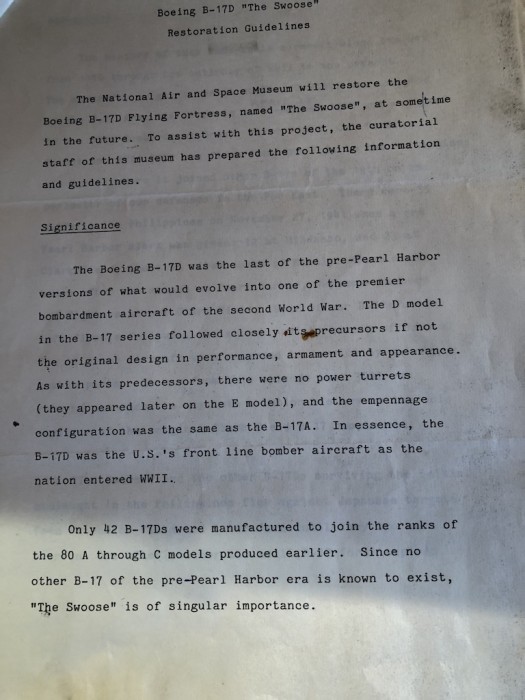 Boeing B-17D "The Swoose"
Restoration Guidelines
The National Air and Space Museum will restore the
Boeing B-17D Flying Fortress, named "The Swoose", at sometime
in the future. To assist with this project, the curatorial
staff of this museum has prepared the following information
and guidelines.
Significance
The Boeing B-17D was the last of the pre-Pearl Harbor
versions of what would evolve into one of the premier
bombardment aircraft of the second World War. The D model
in the B-17 series followed closely its precursors if not
the original design in performance, armament and appearance.
As with its predecessors, there were no power turrets
(they appeared later on the E model), and the empennage
configuration was the same as the B-17A. In essence, the
B-17D was the U.S.'s front line bomber aircraft as the
nation entered WWII.
Only 42 B-17Ds were manufactured to join the ranks of
the 80 A through C models produced earlier. Since no
other B-17 of the pre-Pearl Harbor era is known to exist,
"The Swoose" is of singular importance.